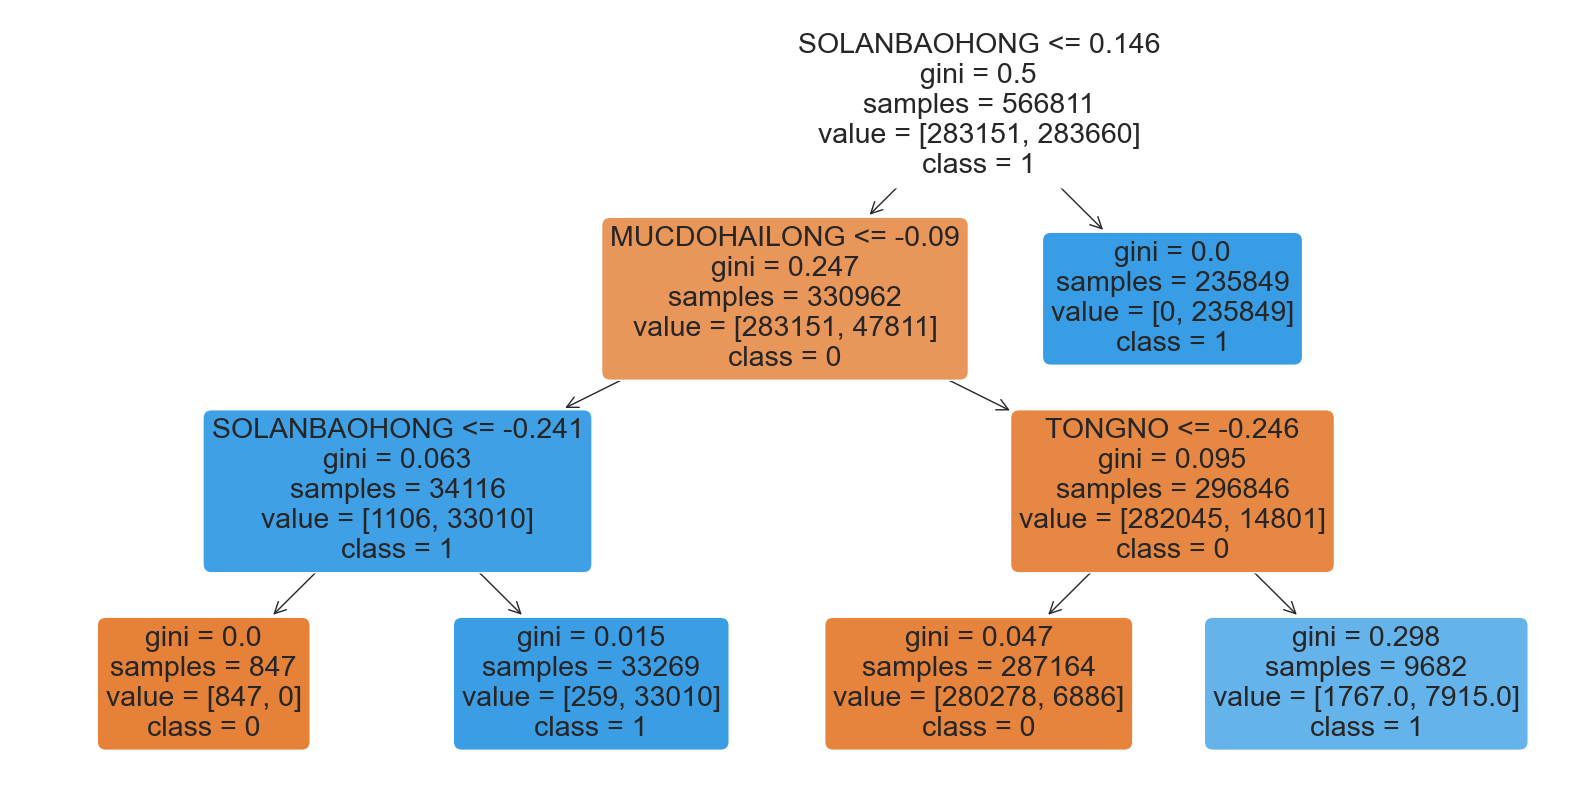 SOLANBAOHONG <= 0.146
gini = 0.5
samples = 566811
value = [283151, 283660]
class = 1
MUCDOHAILONG <= -0.09
gini = 0.247
samples = 330962
value = [283151, 47811]
class = 0
gini = 0.0
samples = 235849
value = [0, 235849]
class = 1
SOLANBAOHONG <= -0.241
gini = 0.063
samples = 34116
value = [1106, 33010]
class = 1
TONGNO <= -0.246
gini = 0.095
samples = 296846
value = [282045, 14801]
class = 0
gini = 0.0
samples = 847
value = [847, 0]
class = 0
gini = 0.015
samples = 33269
value = [259, 33010]
class = 1
gini = 0.047
samples = 287164
value = [280278, 6886]
class = 0
gini = 0.298
samples = 9682
value = [1767.0, 7915.0]
class = 1